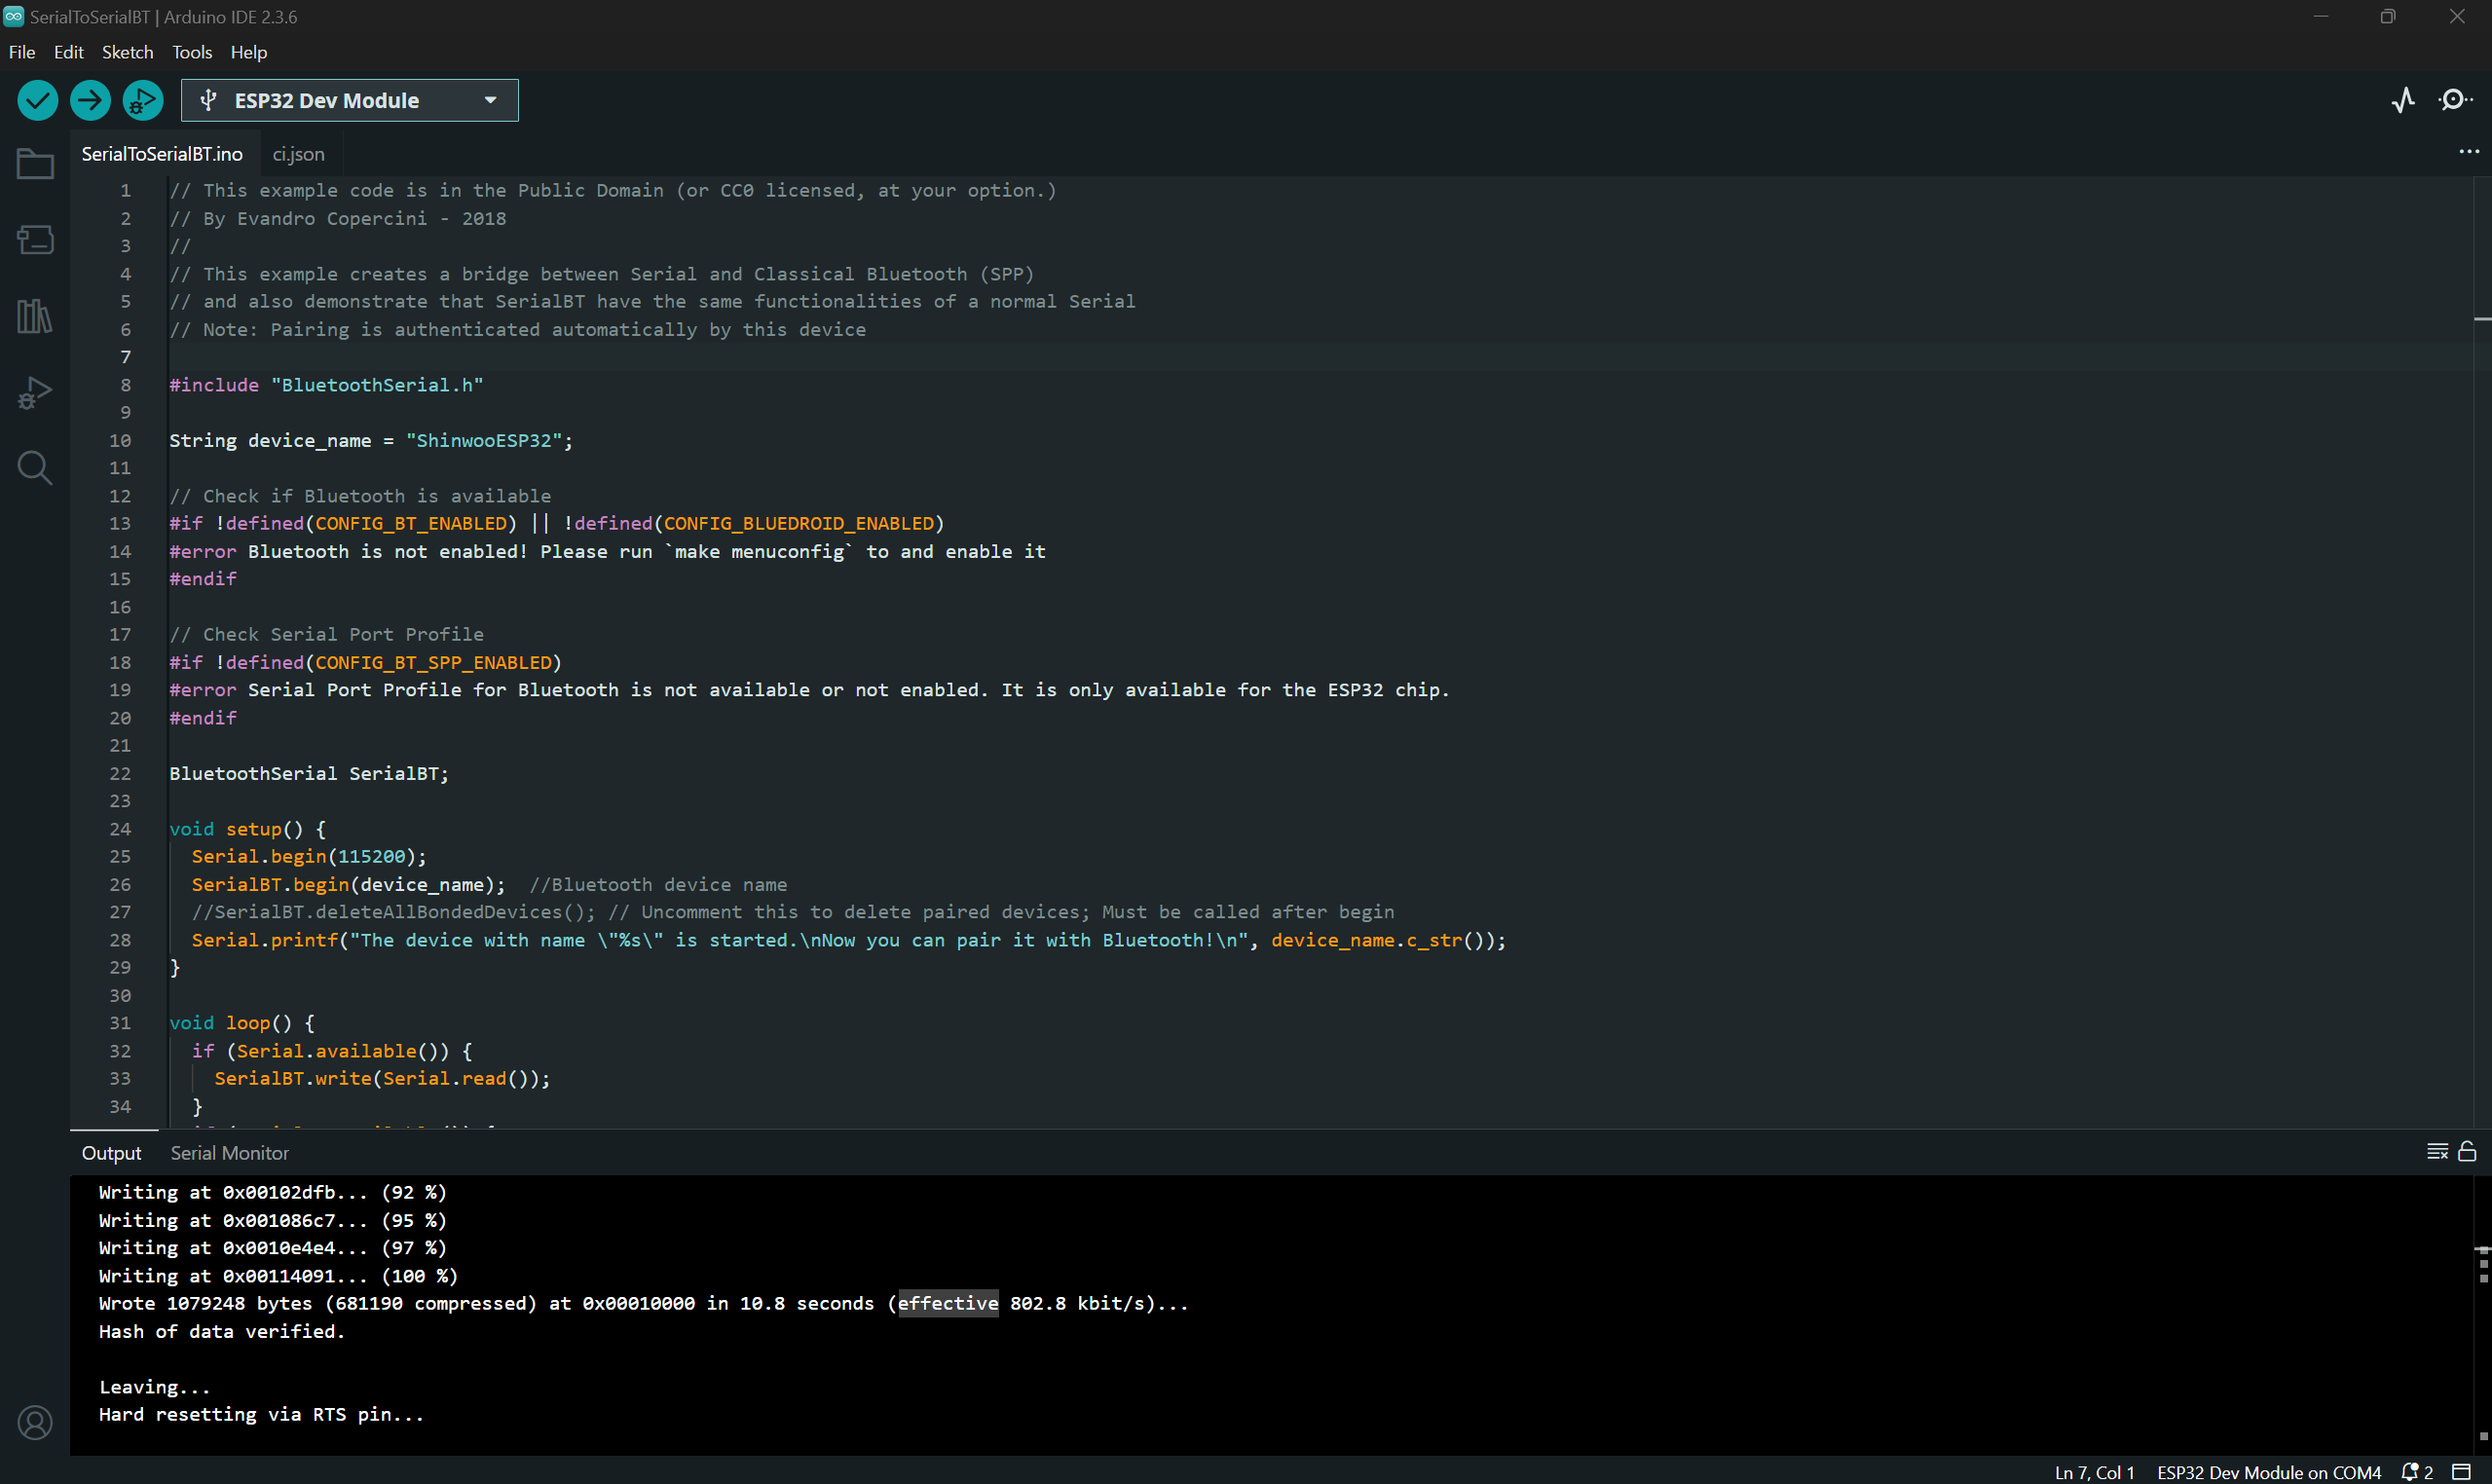 SerialToSerialBT | Arduino IDE 2.3.6
File Edit Sketch Tools Help
ESP32 Dev Module
SerialToSerialBT.ino ci.json
1 // This example code is in the Public Domain (or CC0 licensed, at your option.)
2 // By Evandro Copercini - 2018
3 //
4 // This example creates a bridge between Serial and Classical Bluetooth (SPP)
5 // and also demonstrate that SerialBT have the same functionalities of a normal Serial
6 // Note: Pairing is authenticated automatically by this device
7
8 #include "BluetoothSerial.h"
9
10 String device_name = "ShinwooESP32";
11
12 // Check if Bluetooth is available
13 #if !defined(CONFIG_BT_ENABLED) || !defined(CONFIG_BLUEDROID_ENABLED)
14 #error Bluetooth is not enabled! Please run `make menuconfig` to and enable it
15 #endif
16
17 // Check Serial Port Profile
18 #if !defined(CONFIG_BT_SPP_ENABLED)
19 #error Serial Port Profile for Bluetooth is not available or not enabled. It is only available for the ESP32 chip.
20 #endif
21
22 BluetoothSerial SerialBT;
23
24 void setup() {
25 Serial.begin(115200);
26 SerialBT.begin(device_name); //Bluetooth device name
27 //SerialBT.deleteAllBondedDevices(); // Uncomment this to delete paired devices; Must be called after begin
28 Serial.printf("The device with name \"%s\" is started.\nNow you can pair it with Bluetooth!\n", device_name.c_str());
29 }
30
31 void loop() {
32 if (Serial.available()) {
33 SerialBT.write(Serial.read());
34 }
Output Serial Monitor
Writing at 0x00102dfb... (92 %)
Writing at 0x001086c7... (95 %)
Writing at 0x0010e4e4... (97 %)
Writing at 0x00114091... (100 %)
Wrote 1079248 bytes (681190 compressed) at 0x00010000 in 10.8 seconds (effective 802.8 kbit/s)...
Hash of data verified.
Leaving...
Hard resetting via RTS pin...
Ln 7, Col 1 ESP32 Dev Module on COM4 2